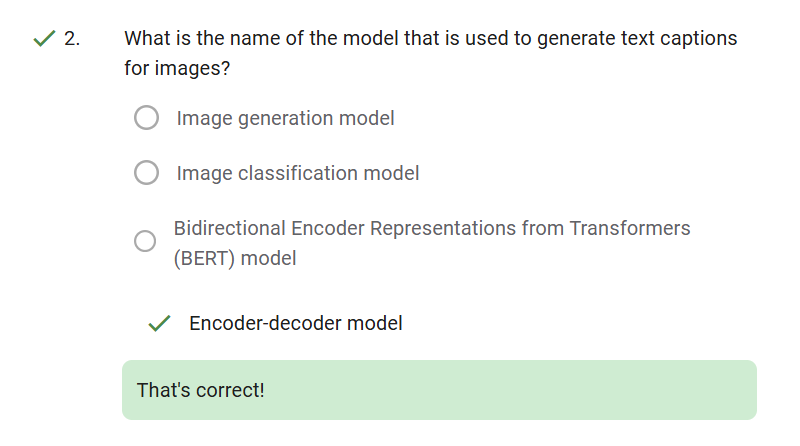 2. What is the name of the model that is used to generate text captions
for images?
Image generation model
Image classification model
Bidirectional Encoder Representations from Transformers
(BERT) model
Encoder-decoder model
That's correct!